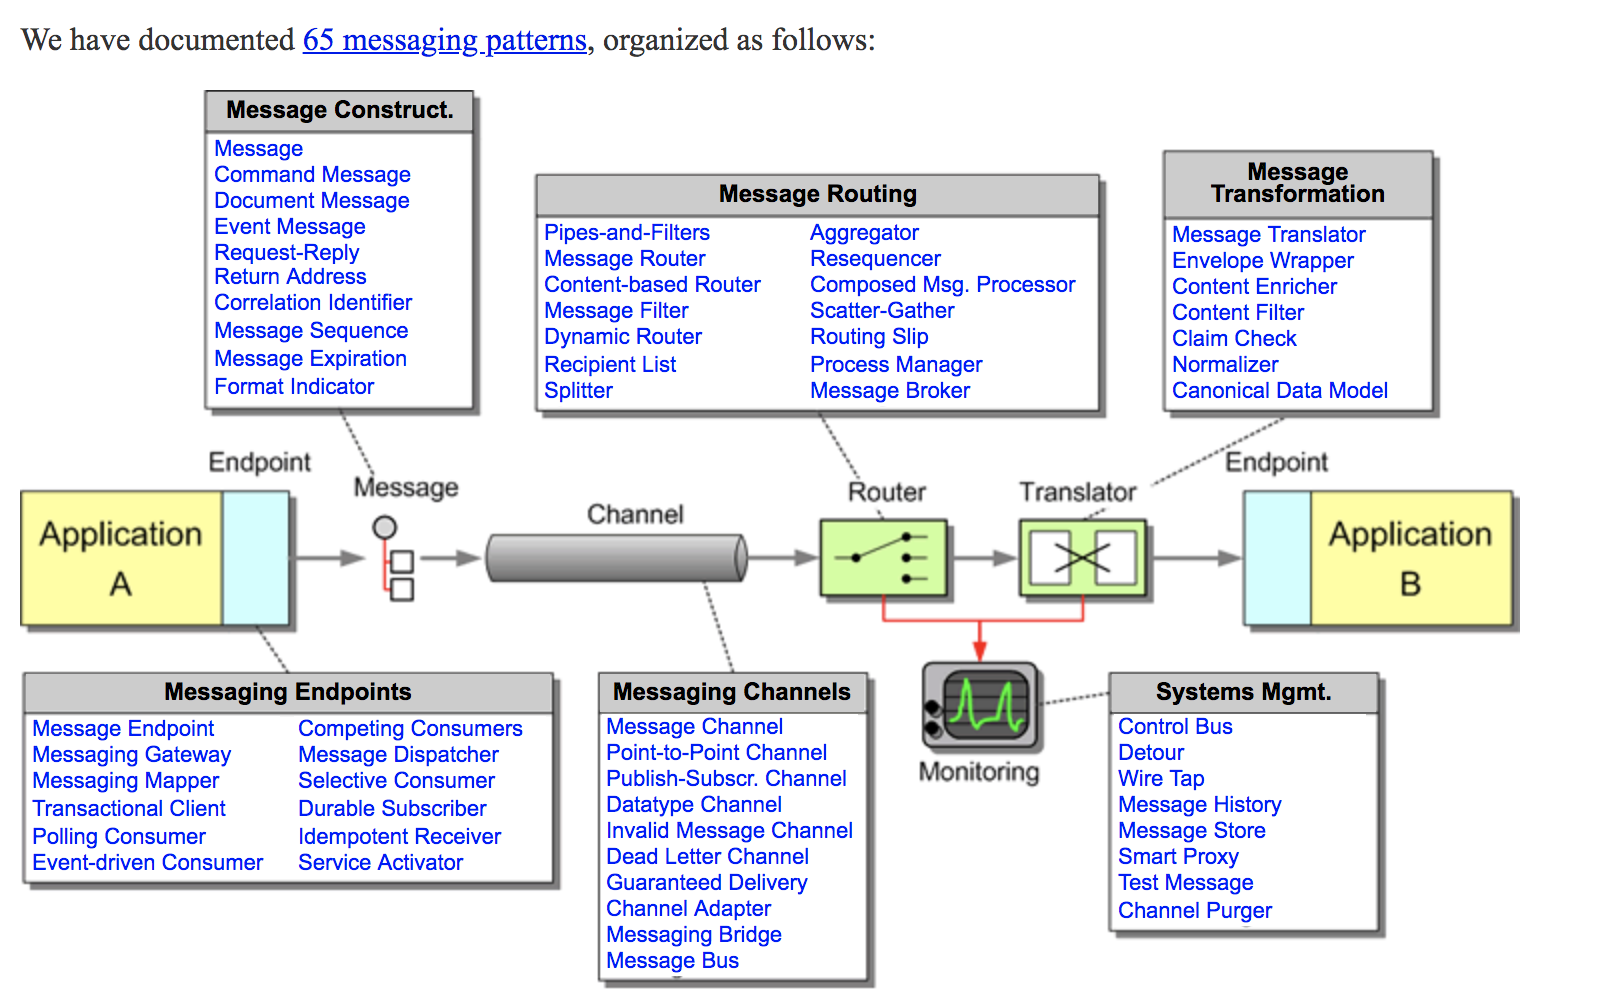 We have documented 65 messaging patterns, organized as follows:
Message Construct.
Message
Command Message
Document Message
Event Message
Request-Reply
Return Address
Correlation Identifier
Message Sequence
Message Expiration
Format Indicator
Message Routing
Pipes-and-Filters
Message Router
Content-based Router
Message Filter
Dynamic Router
Recipient List
Splitter
Aggregator
Resequencer
Composed Msg. Processor
Scatter-Gather
Routing Slip
Process Manager
Message Broker
Message
Transformation
Message Translator
Envelope Wrapper
Content Enricher
Content Filter
Claim Check
Normalizer
Canonical Data Model
Endpoint
Application
A
Message
Channel
Router
Translator
Endpoint
Application
B
Messaging Endpoints
Message Endpoint
Messaging Gateway
Messaging Mapper
Transactional Client
Polling Consumer
Event-driven Consumer
Competing Consumers
Message Dispatcher
Selective Consumer
Durable Subscriber
Idempotent Receiver
Service Activator
Messaging Channels
Message Channel
Point-to-Point Channel
Publish-Subscr. Channel
Datatype Channel
Invalid Message Channel
Dead Letter Channel
Guaranteed Delivery
Channel Adapter
Messaging Bridge
Message Bus
Monitoring
Systems Mgmt.
Control Bus
Detour
Wire Tap
Message History
Message Store
Smart Proxy
Test Message
Channel Purger